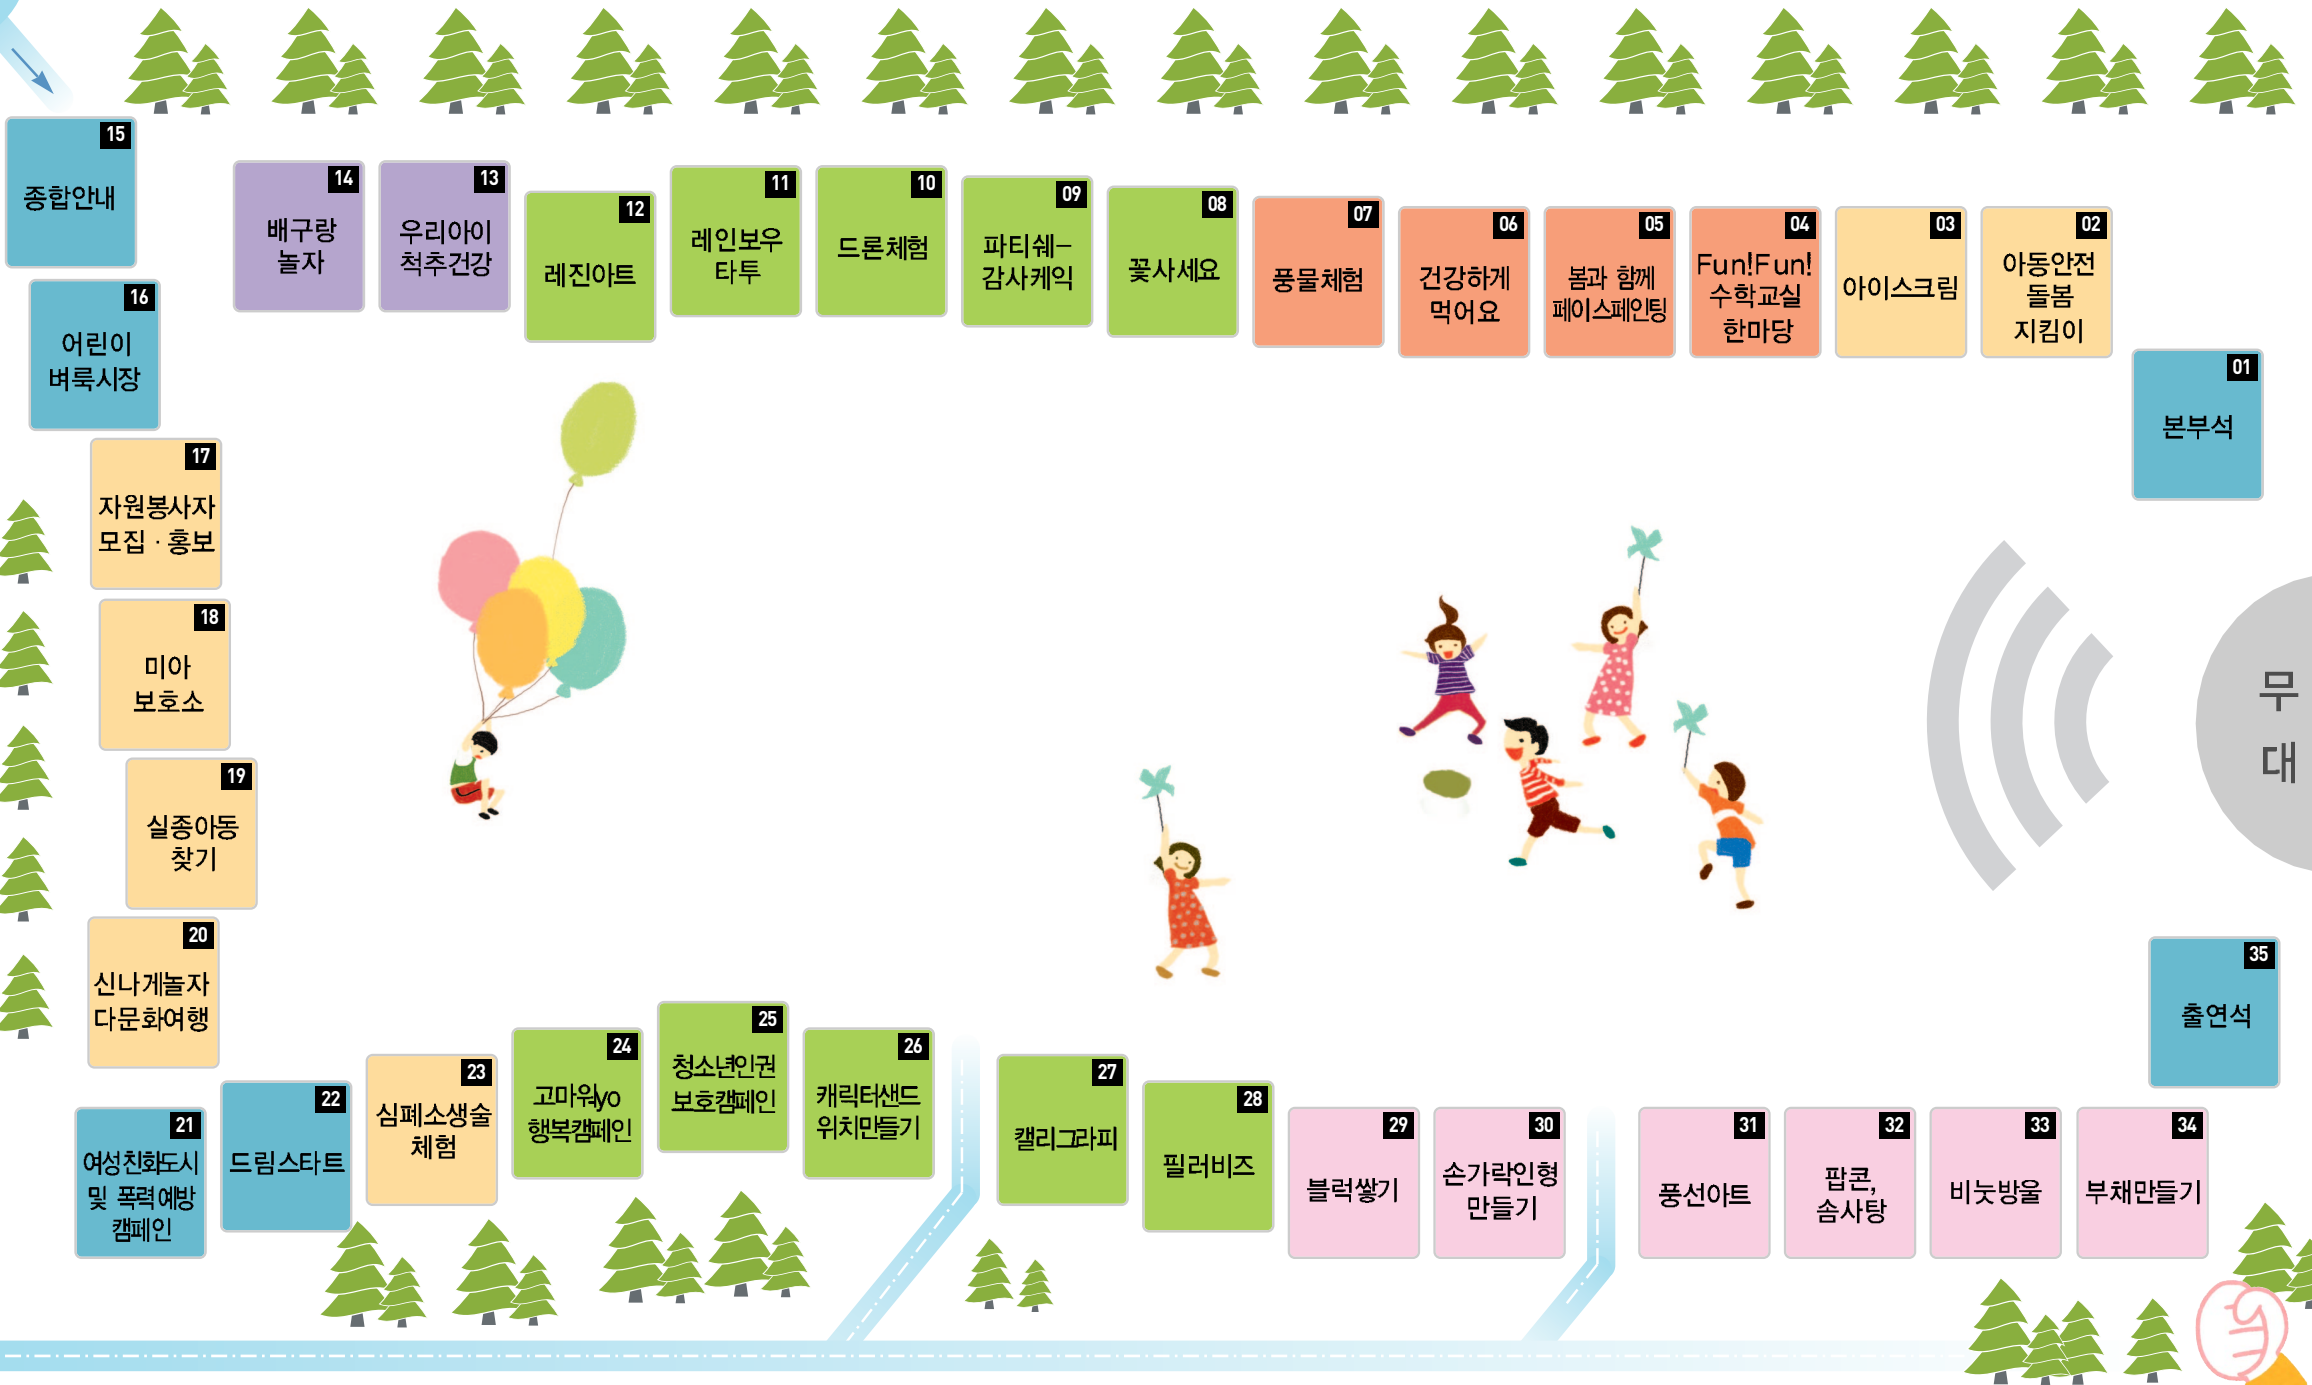 15
종합안내
14
배구랑
놀자
13
우리아이
척추건강
12
레진아트
11
레인보우
타투
10
드론체험
09
파티쉐-
감사케익
08
꽃사세요
07
풍물체험
06
건강하게
먹어요
05
봄과 함께
페이스페인팅
04
Fun!Fun!
수학교실
한마당
03
아이스크림
02
아동안전
돌봄
지킴이
01
본부석
16
어린이
벼룩시장
17
자원봉사자
모집 · 홍보
18
미아
보호소
19
실종아동
찾기
20
신나게놀자
다문화여행
무
대
35
출연석
21
여성친화도시
및 폭력예방
캠페인
22
드림스타트
23
심폐소생술
체험
24
고마워yo
행복캠페인
25
청소년인권
보호캠페인
26
캐릭터샌드
위치만들기
27
캘리그라피
28
필러비즈
29
블럭쌓기
30
손가락인형
만들기
31
풍선아트
32
팝콘,
솜사탕
33
비눗방울
34
부채만들기